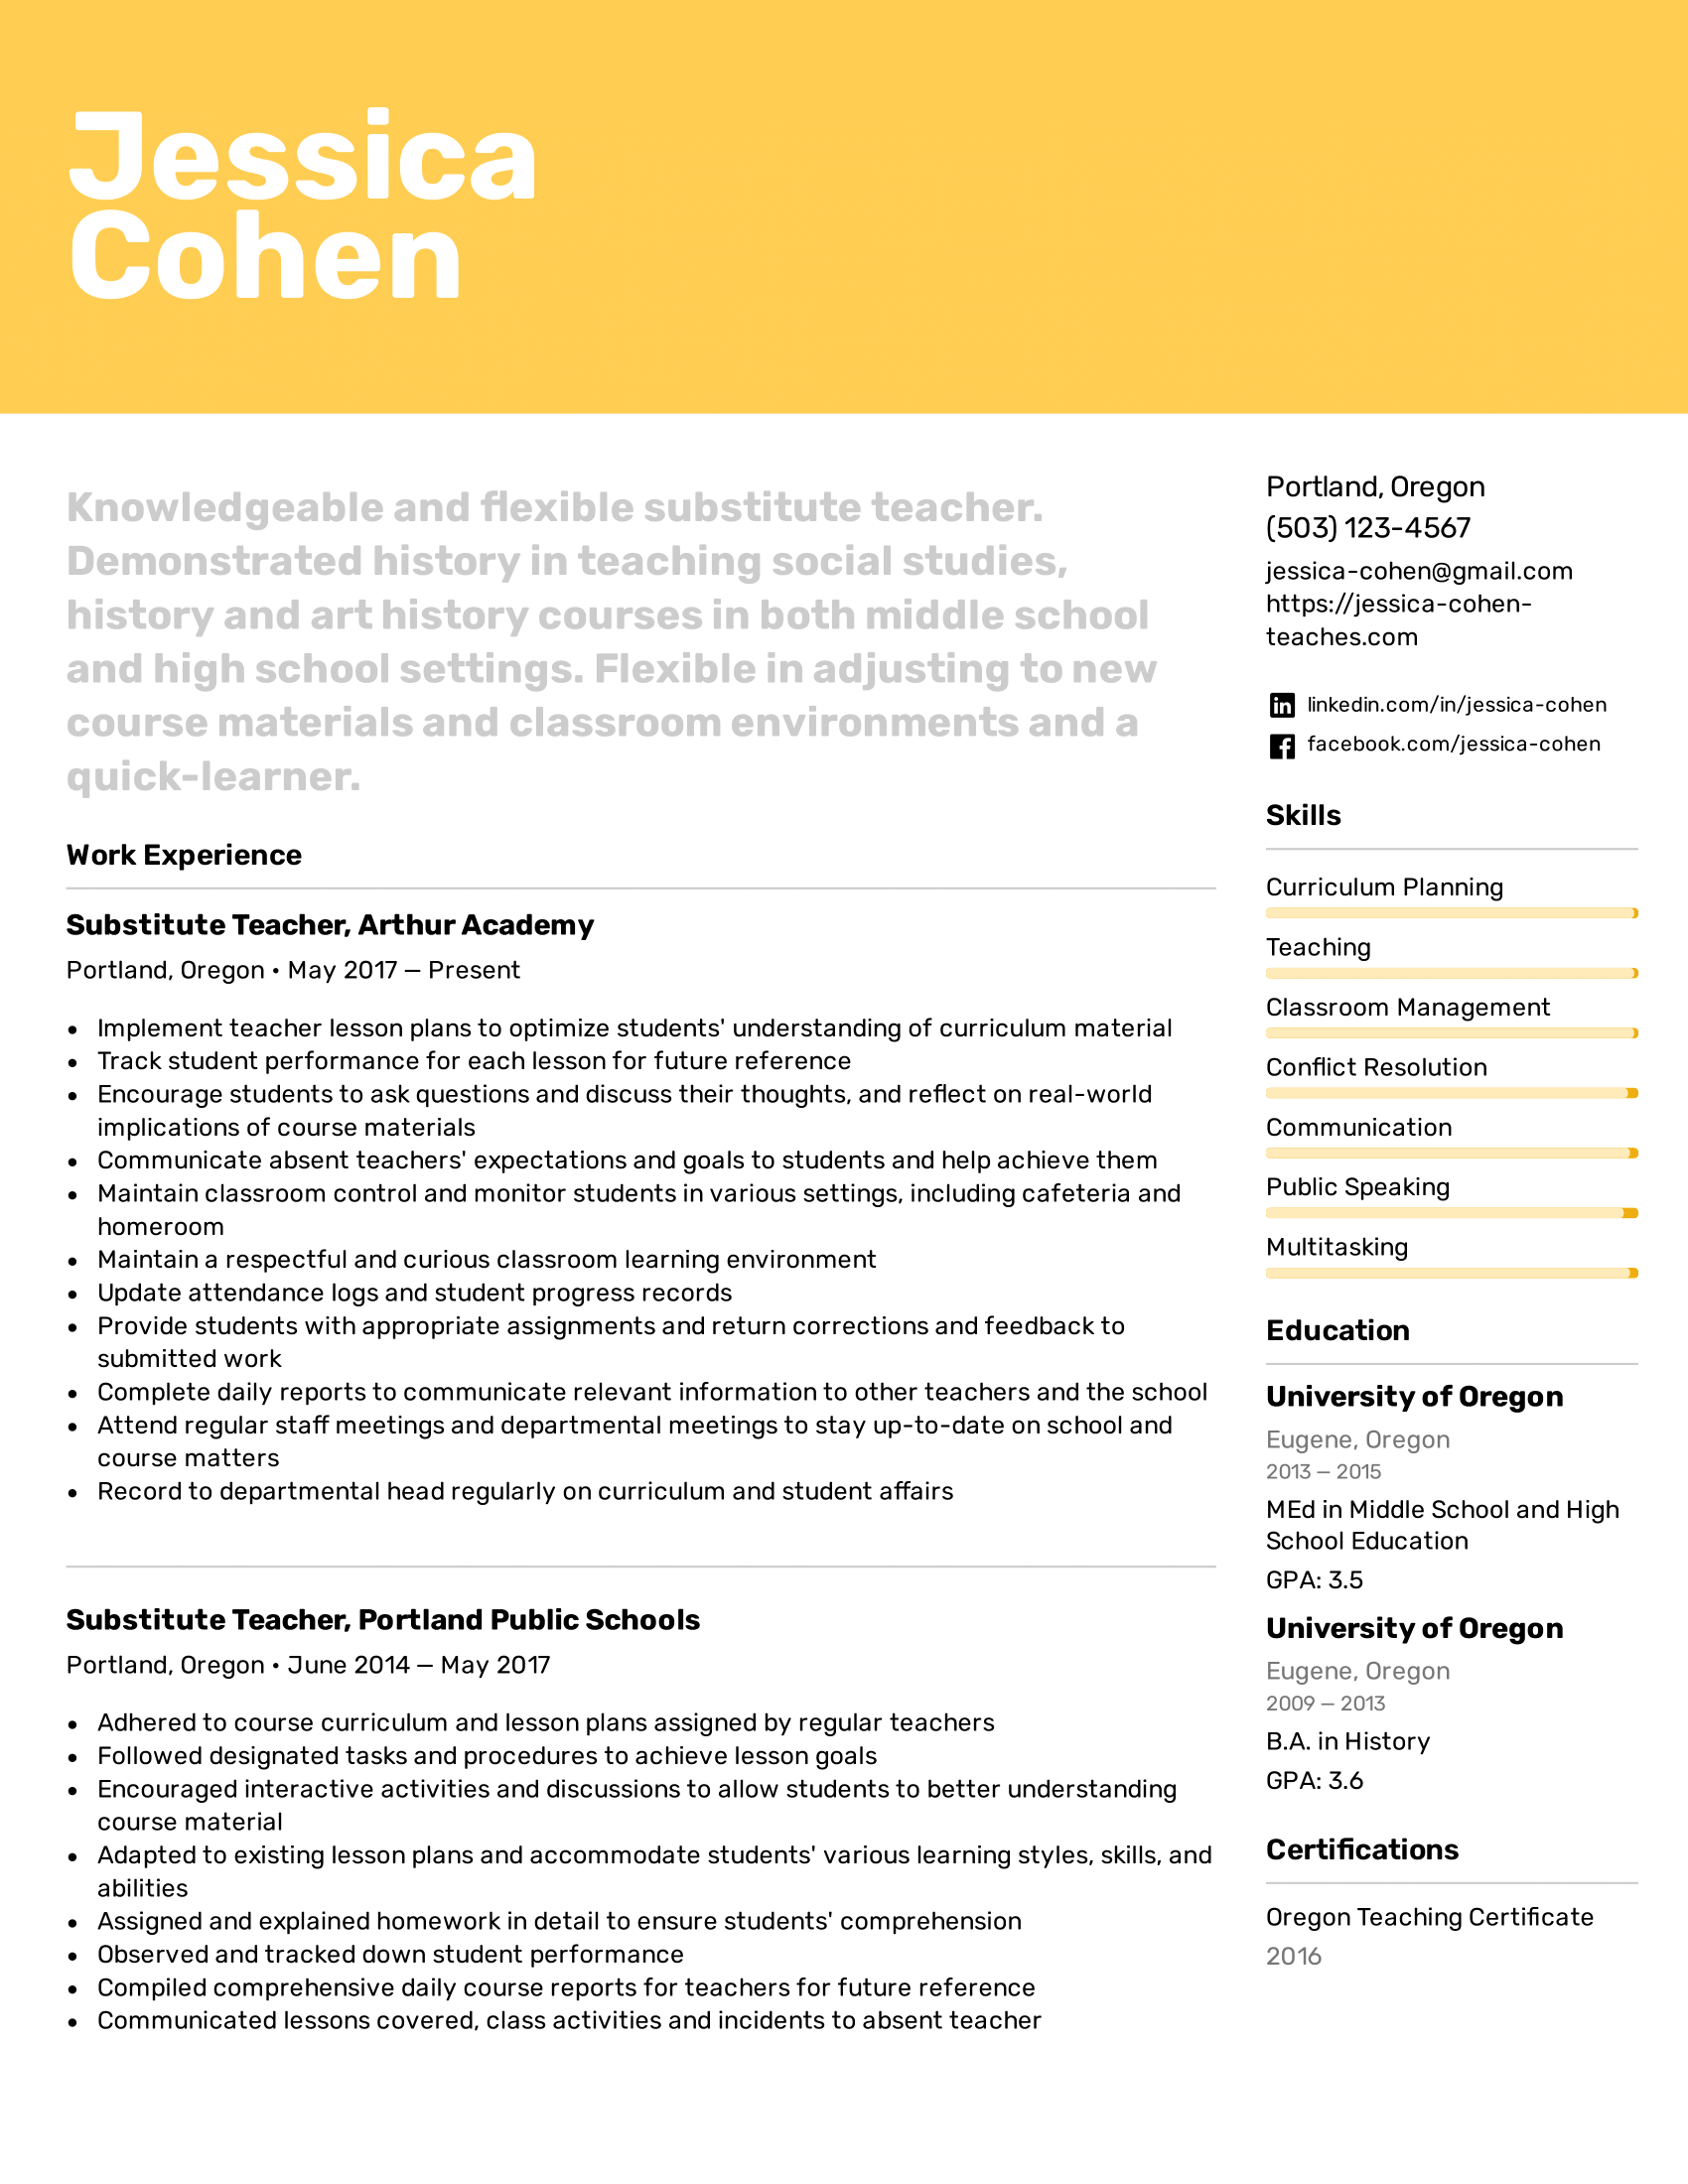 Jessica
Cohen
Knowledgeable and flexible substitute teacher.
Demonstrated history in teaching social studies,
history and art history courses in both middle school
and high school settings. Flexible in adjusting to new
course materials and classroom environments and a
quick-learner.
Work Experience
Substitute Teacher, Arthur Academy
Portland, Oregon • May 2017 – Present
• Implement teacher lesson plans to optimize students' understanding of curriculum material
• Track student performance for each lesson for future reference
• Encourage students to ask questions and discuss their thoughts, and reflect on real-world
implications of course materials
• Communicate absent teachers' expectations and goals to students and help achieve them
• Maintain classroom control and monitor students in various settings, including cafeteria and
homeroom
• Maintain a respectful and curious classroom learning environment
• Update attendance logs and student progress records
• Provide students with appropriate assignments and return corrections and feedback to
submitted work
• Complete daily reports to communicate relevant information to other teachers and the school
• Attend regular staff meetings and departmental meetings to stay up-to-date on school and
course matters
• Record to departmental head regularly on curriculum and student affairs
Substitute Teacher, Portland Public Schools
Portland, Oregon • June 2014 – May 2017
• Adhered to course curriculum and lesson plans assigned by regular teachers
• Followed designated tasks and procedures to achieve lesson goals
• Encouraged interactive activities and discussions to allow students to better understanding
course material
• Adapted to existing lesson plans and accommodate students' various learning styles, skills, and
abilities
• Assigned and explained homework in detail to ensure students' comprehension
• Observed and tracked down student performance
• Compiled comprehensive daily course reports for teachers for future reference
• Communicated lessons covered, class activities and incidents to absent teacher
Portland, Oregon
(503) 123-4567
jessica-cohen@gmail.com
https://jessica-cohen-
teaches.com
linkedin.com/in/jessica-cohen
facebook.com/jessica-cohen
Skills
Curriculum Planning
Teaching
Classroom Management
Conflict Resolution
Communication
Public Speaking
Multitasking
Education
University of Oregon
Eugene, Oregon
2013 – 2015
MEd in Middle School and High
School Education
GPA: 3.5
University of Oregon
Eugene, Oregon
2009 – 2013
B.A. in History
GPA: 3.6
Certifications
Oregon Teaching Certificate
2016